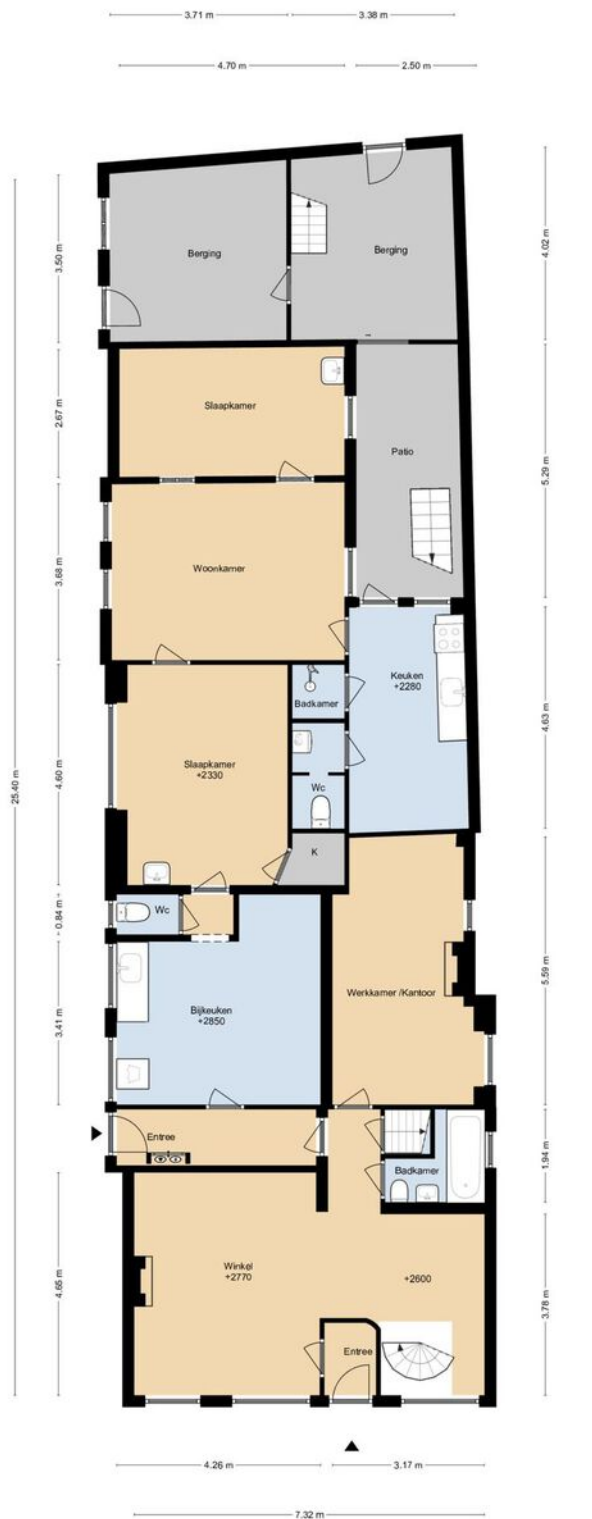 3.71 m
3.38 m
4.70 m
2.50 m
Berging
Berging
3.50 m
4.02 m
Slaapkamer
2.67 m
Patio
5.29 m
Woonkamer
3.68 m
Keuken
+2280
Badkamer
4.63 m
Slaapkamer
+2330
4.60 m
25.40 m
Wc
K
Wc
0.84 m
Werkkamer /Kantoor
5.59 m
Bijkeuken
+2850
3.41 m
Entree
Badkamer
1.94 m
Winkel
+2770
+2600
4.65 m
3.78 m
Entree
4.26 m
3.17 m
7.32 m